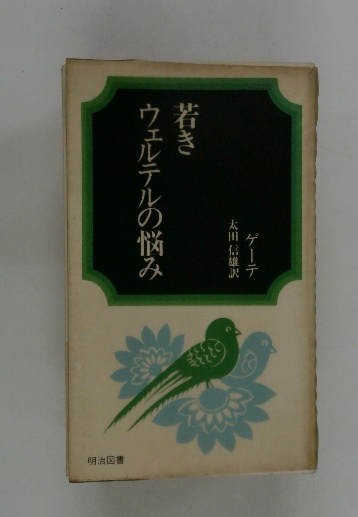 若き
ウェルテルの悩み
ゲーテ
太田信雄訳
明治図書